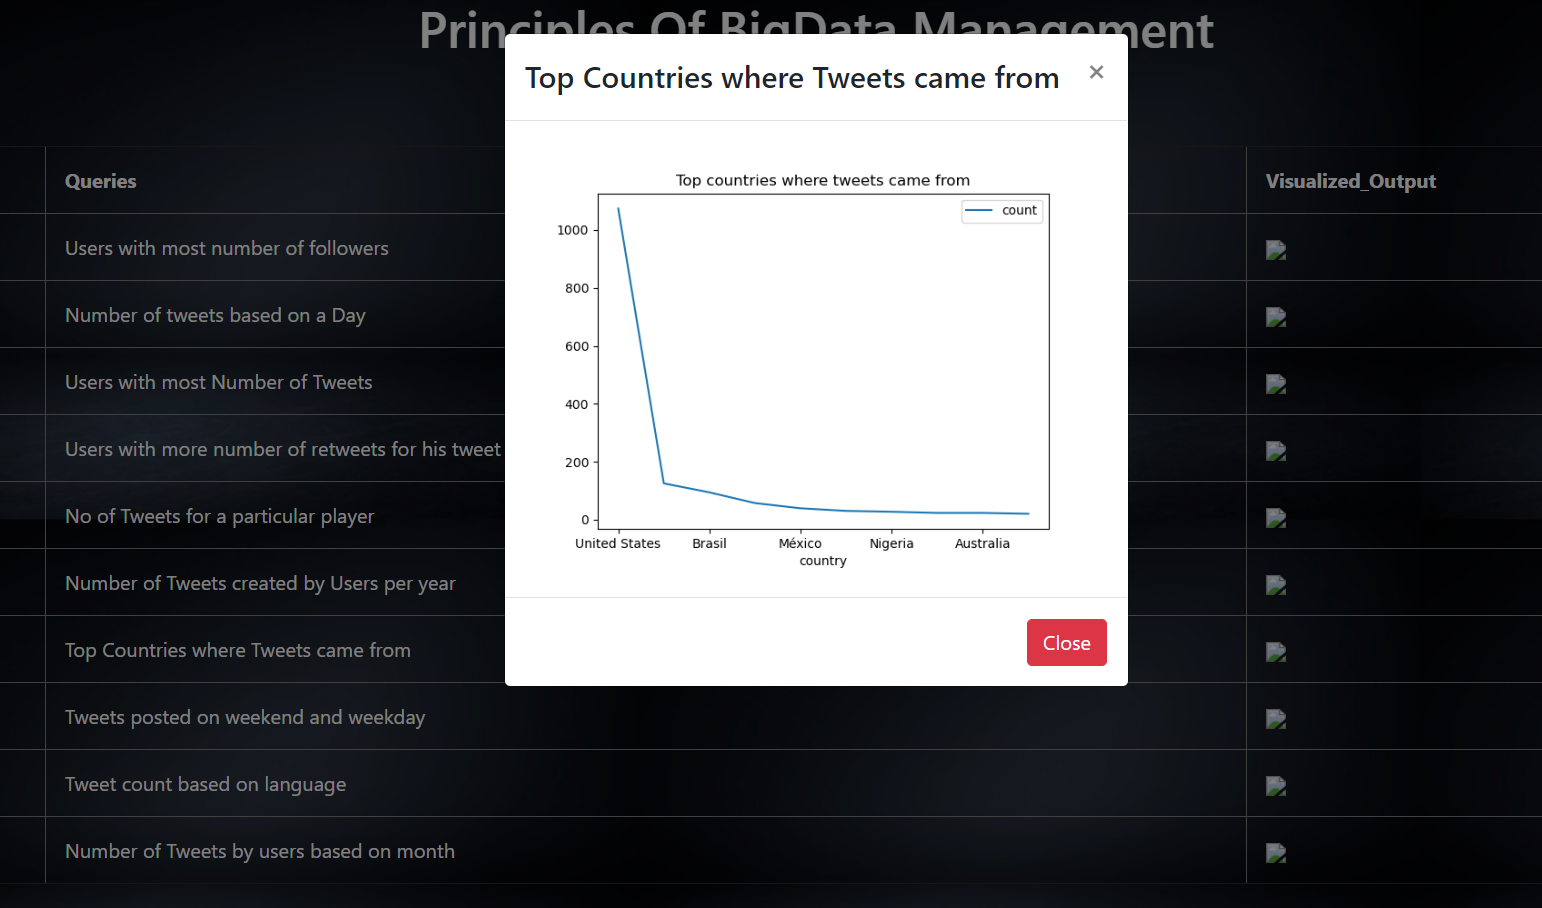 Principles Of BigData Management
Top Countries where Tweets came from ×
Top countries where tweets came from
count
1000
800
600
400
200
0
United States Brasil México Nigeria Australia
country
Close
Queries Visualized_Output
Users with most number of followers
Number of tweets based on a Day
Users with most Number of Tweets
Users with more number of retweets for his tweet
No of Tweets for a particular player
Number of Tweets created by Users per year
Top Countries where Tweets came from
Tweets posted on weekend and weekday
Tweet count based on language
Number of Tweets by users based on month